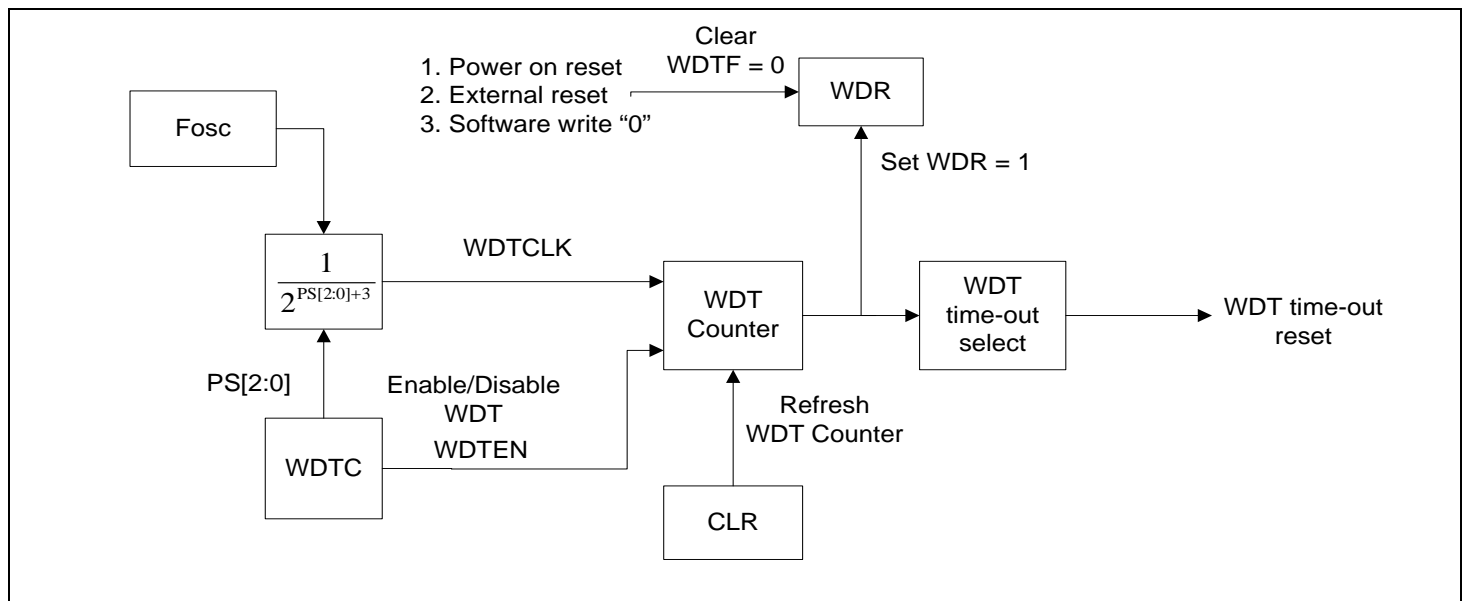 Clear
WDTF = 0
1. Power on reset
2. External reset
3. Software write “0”
WDR
Fosc
Set WDR = 1
1
2^PS[2:0]+3
WDTCLK
WDT
Counter
WDT
time-out
select
WDT time-out
reset
PS[2:0]
Enable/Disable
WDT
WDTEN
Refresh
WDT Counter
WDTC
CLR